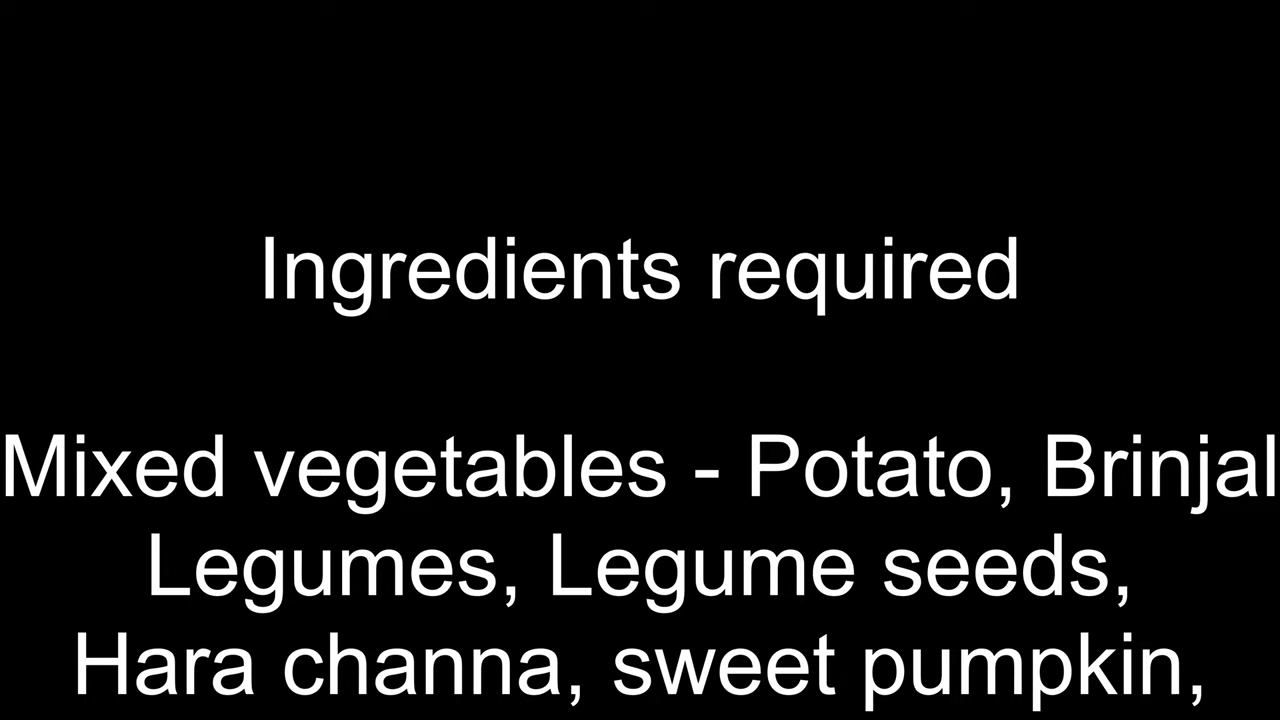 Ingredients required
Mixed vegetables - Potato, Brinjal
Legumes, Legume seeds,
Hara channa, sweet pumpkin,